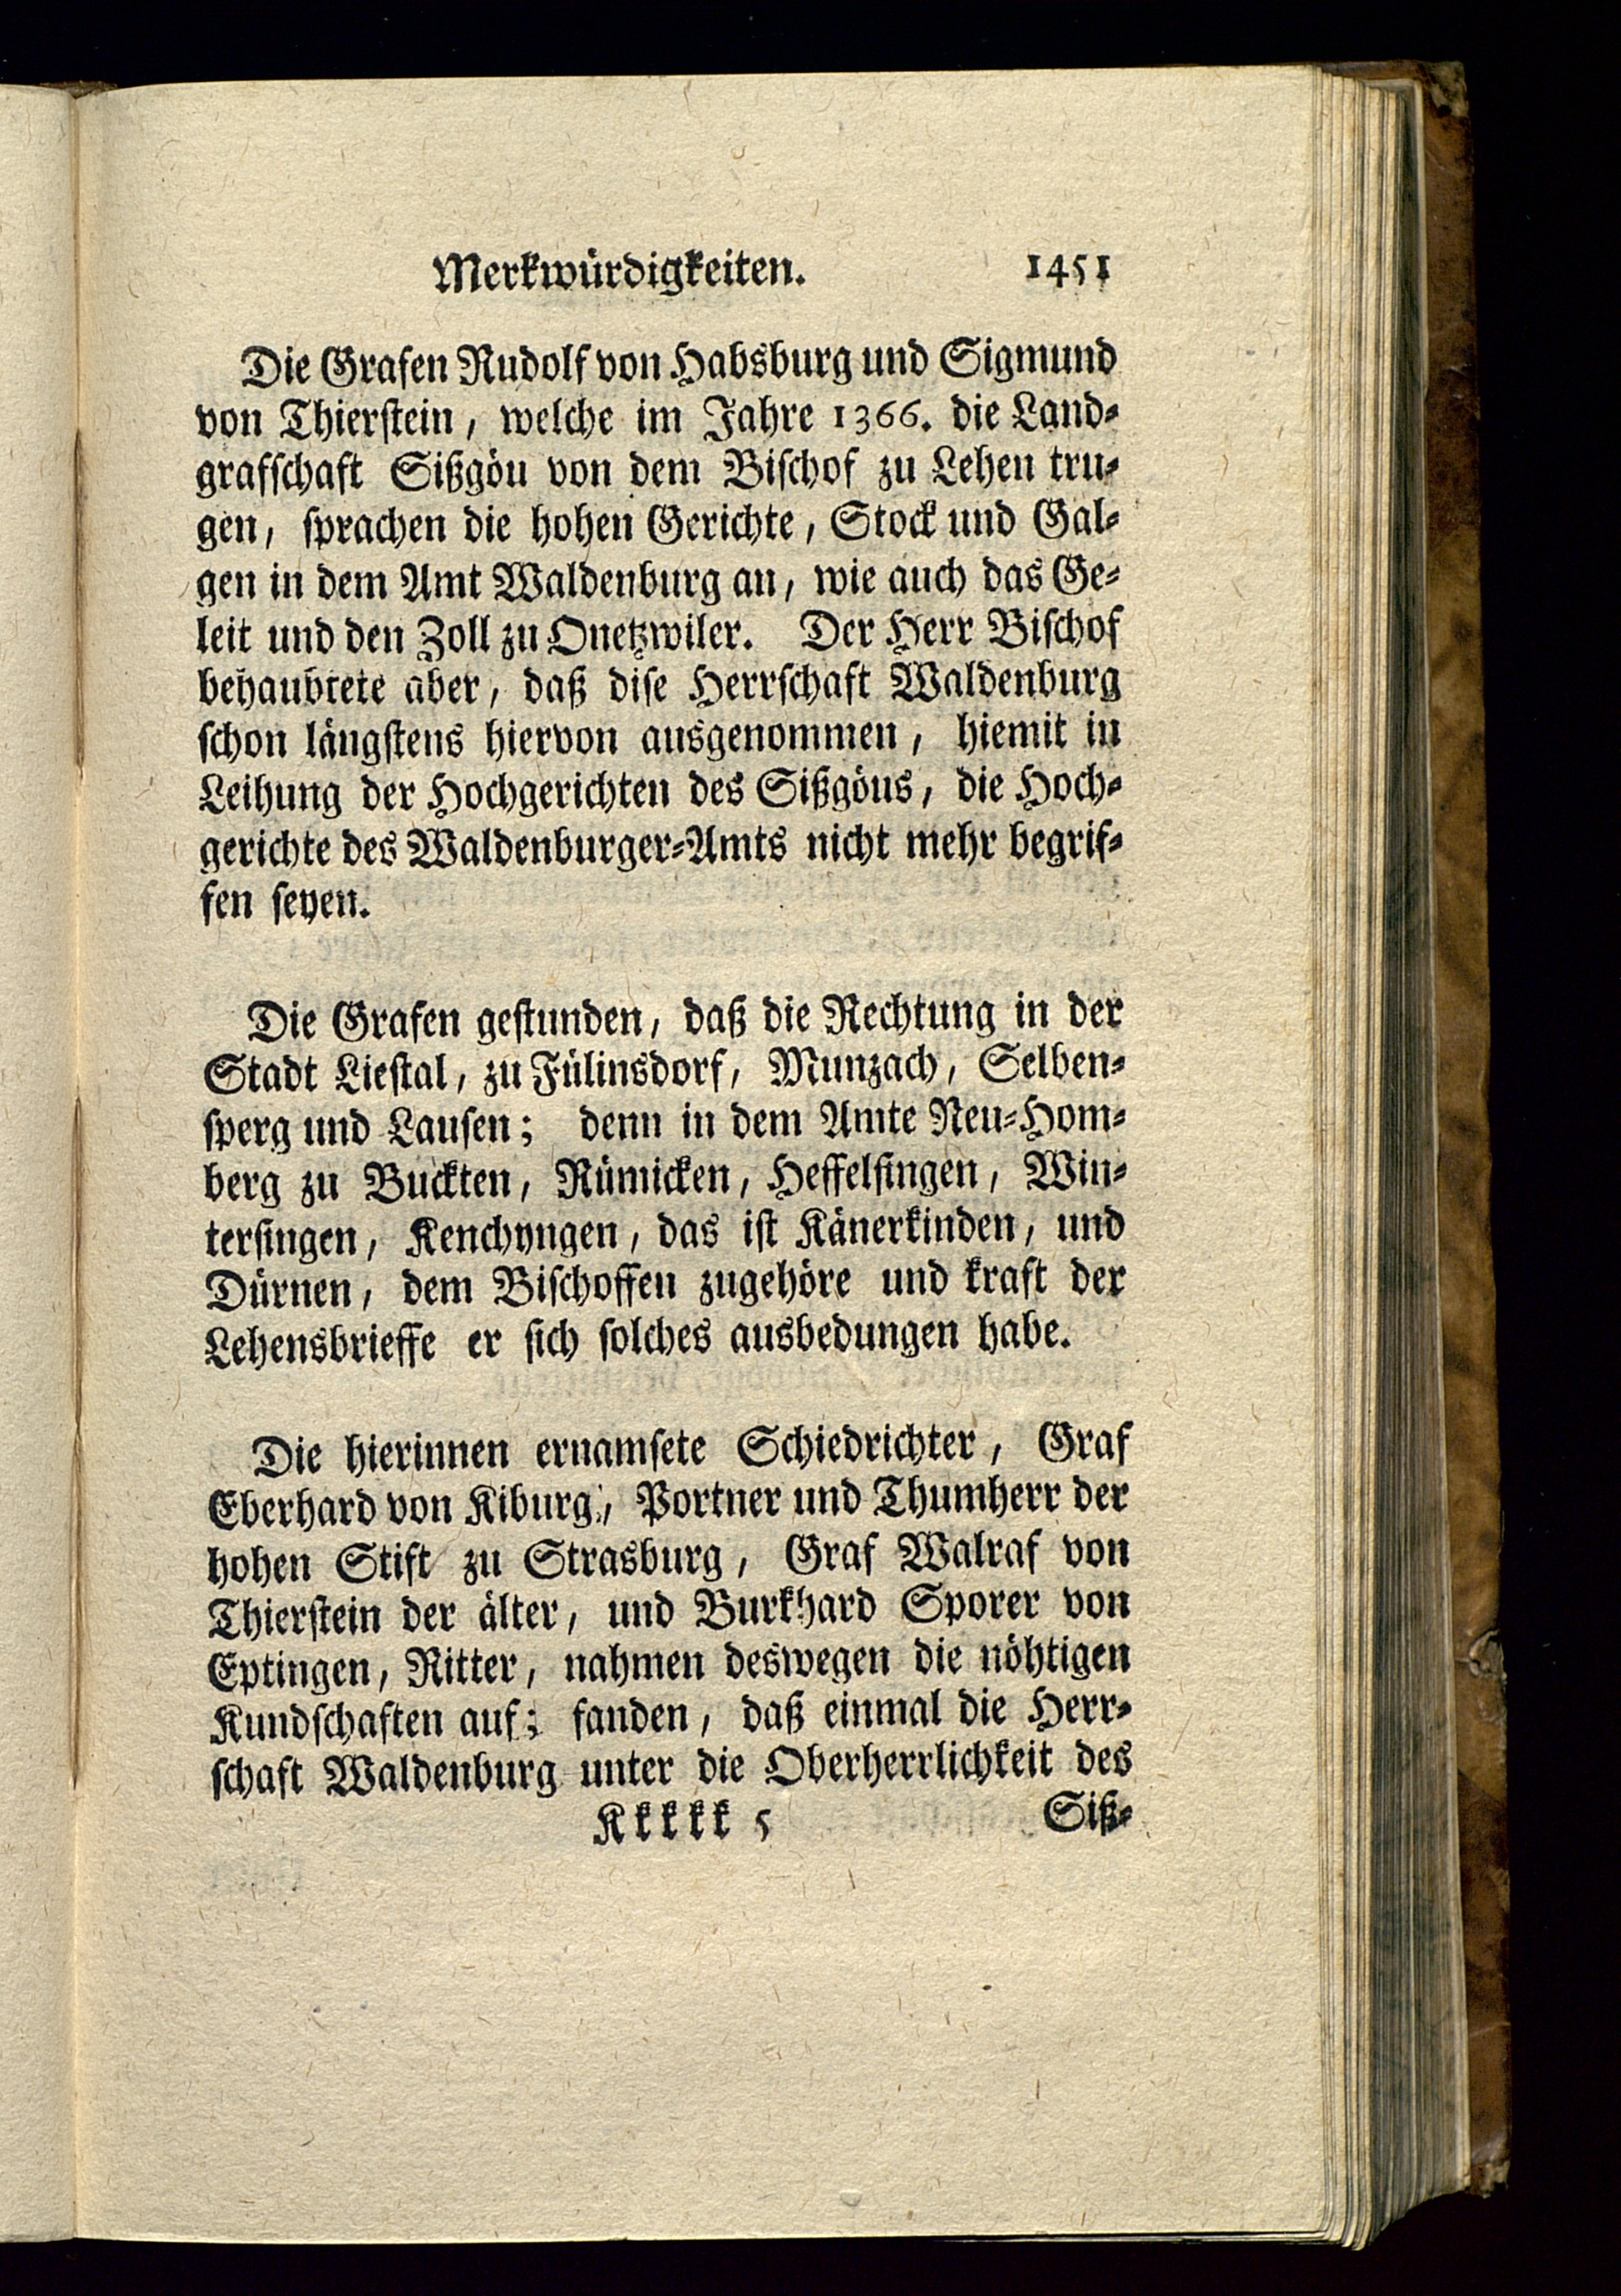 Merkwürdigkeiten. 1451
Die Grafen Rudolf von Habsburg und Sigmund
von Thierstein, welche im Jahre 1366. die Land-
grafschaft Sißgöu von dem Bischof zu Lehen tru-
gen, sprachen die hohen Gerichte, Stock und Gal-
gen in dem Amt Waldenburg an, wie auch das Ge-
leit und den Zoll zu Onetzwiler. Der Herr Bischof
behaubtete aber, daß dise Herrschaft Waldenburg
schon längstens hiervon ausgenommen, hiemit in
Leihung der Hochgerichten des Sißgöus, die Hoch-
gerichte des Waldenburger-Amts nicht mehr begrif-
fen seyen.
Die Grafen gestunden, daß die Rechtung in der
Stadt Liestal, zu Fülinsdorf, Munzach, Selben-
sperg und Lausen; denn in dem Amte Neu-Hom-
berg zu Buckten, Rümicken, Heffelfingen, Win-
tersingen, Kenchyngen, das ist Känerkinden, und
Dürnen, dem Bischoffen zugehöre und kraft der
Lehensbrieffe er sich solches ausbedungen habe.
Die hierinnen ernamsete Schiedrichter, Graf
Eberhard von Kiburg, Portner und Thumherr der
hohen Stift zu Strasburg, Graf Walraf von
Thierstein der älter, und Burkhard Sporer von
Eptingen, Ritter, nahmen deswegen die nöhtigen
Kundschaften auf; fanden, daß einmal die Herr-
schaft Waldenburg unter die Oberherrlichkeit des
Kkkkk 5 Siß-